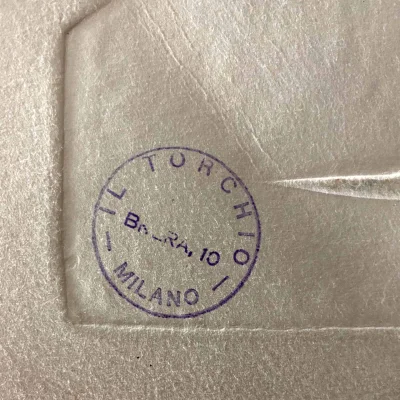 IL TORCHIO
BRERA, 10
MILANO